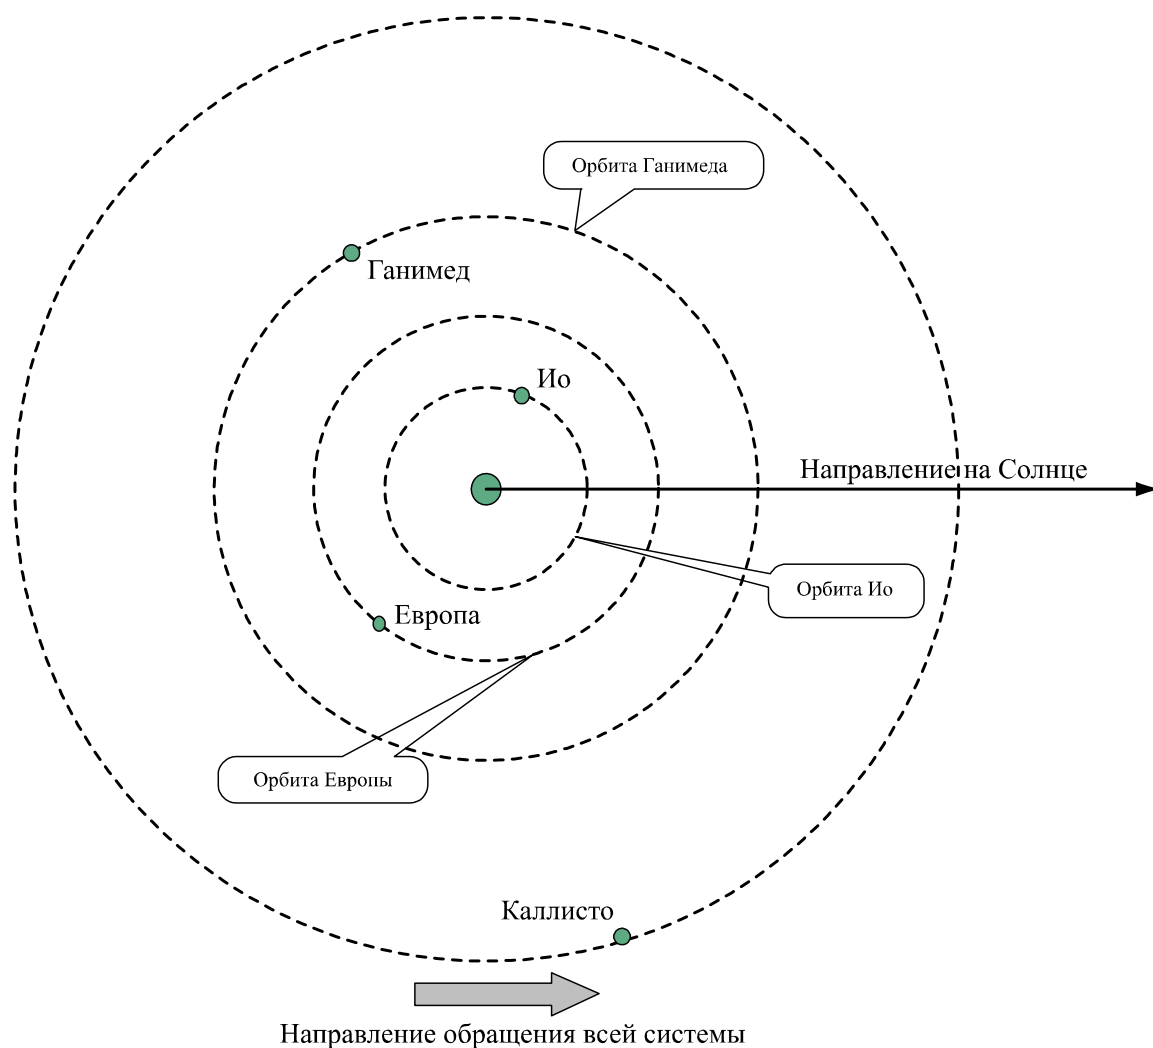 Орбита Ганимеда
Ганимед
Ио
Направление на Солнце
Орбита Ио
Европа
Орбита Европы
Каллисто
Направление обращения всей системы